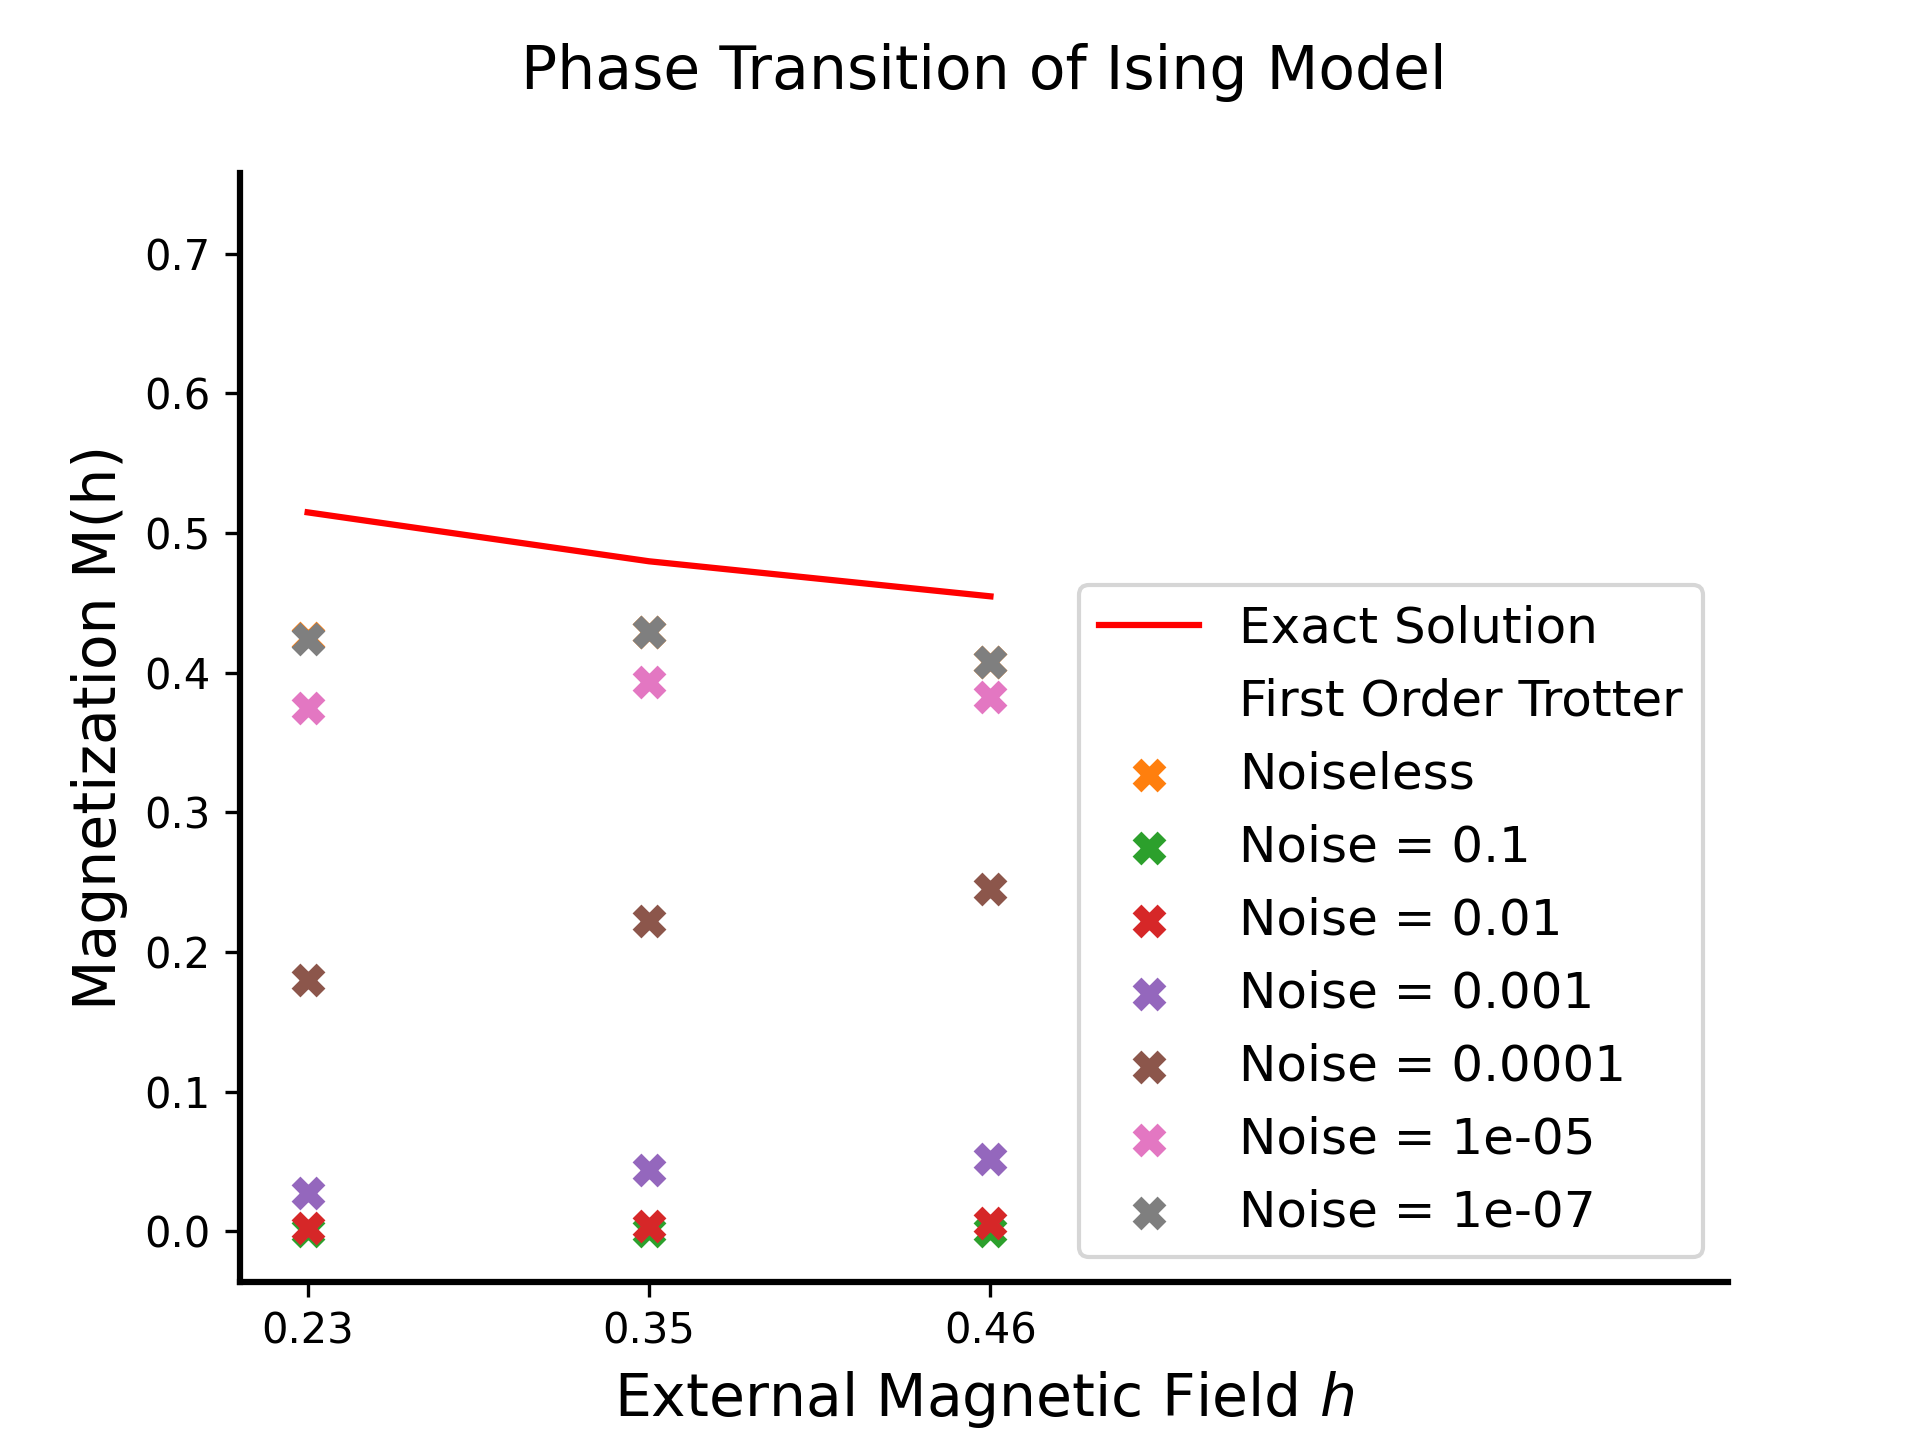 Phase Transition of Ising Model
Magnetization M(h)
0.7
0.6
0.5
0.4
0.3
0.2
0.1
0.0
Exact Solution
First Order Trotter
Noiseless
Noise = 0.1
Noise = 0.01
Noise = 0.001
Noise = 0.0001
Noise = 1e-05
Noise = 1e-07
0.23 0.35 0.46
External Magnetic Field h